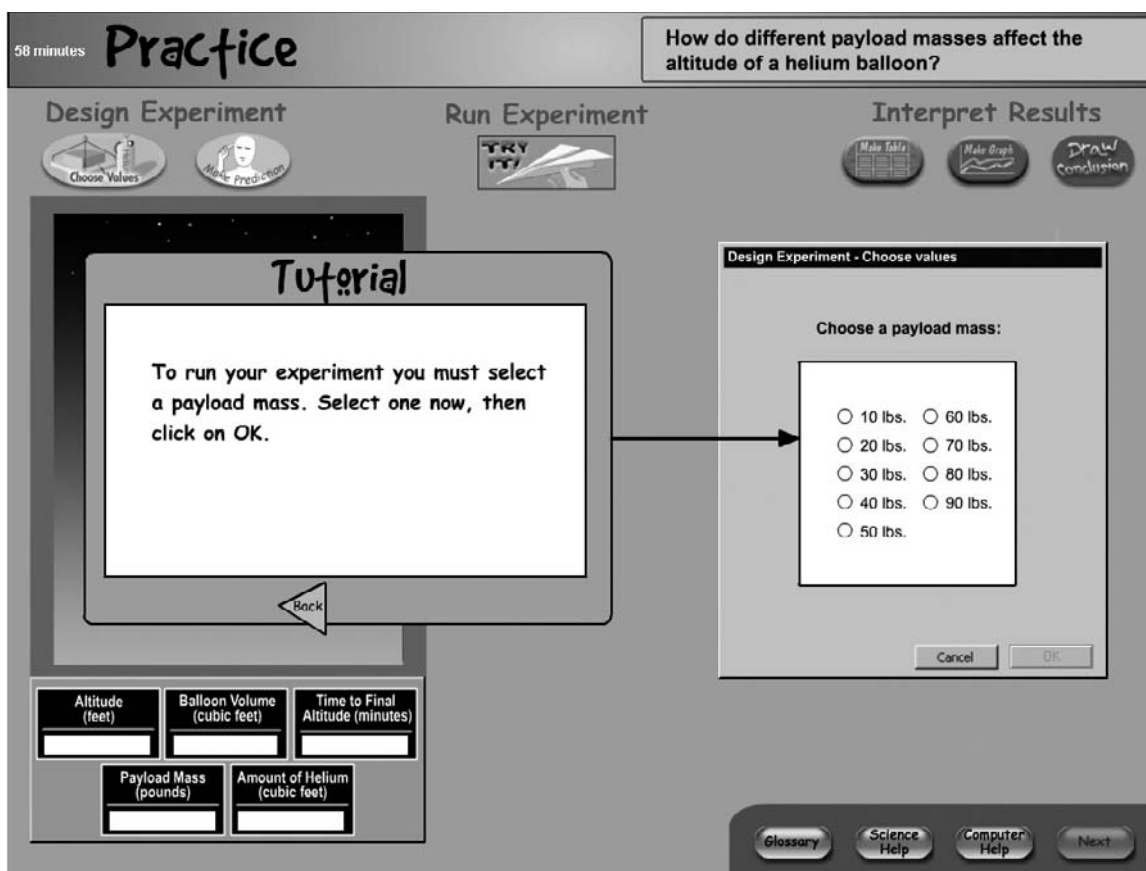 58 minutes Practice
How do different payload masses affect the
altitude of a helium balloon?
Design Experiment
Run Experiment
Interpret Results
Choose Values
Make Prediction
TRY
IT!
Make Table
Make Graph
Draw
Conclusion
Tutorial
To run your experiment you must select
a payload mass. Select one now, then
click on OK.
Back
Design Experiment - Choose values
Choose a payload mass:
10 lbs. 60 lbs.
20 lbs. 70 lbs.
30 lbs. 80 lbs.
40 lbs. 90 lbs.
50 lbs.
Cancel OK
Altitude
(feet)
Balloon Volume
(cubic feet)
Time to Final
Altitude (minutes)
Payload Mass
(pounds)
Amount of Helium
(cubic feet)
Glossary
Science
Help
Computer
Help
Next